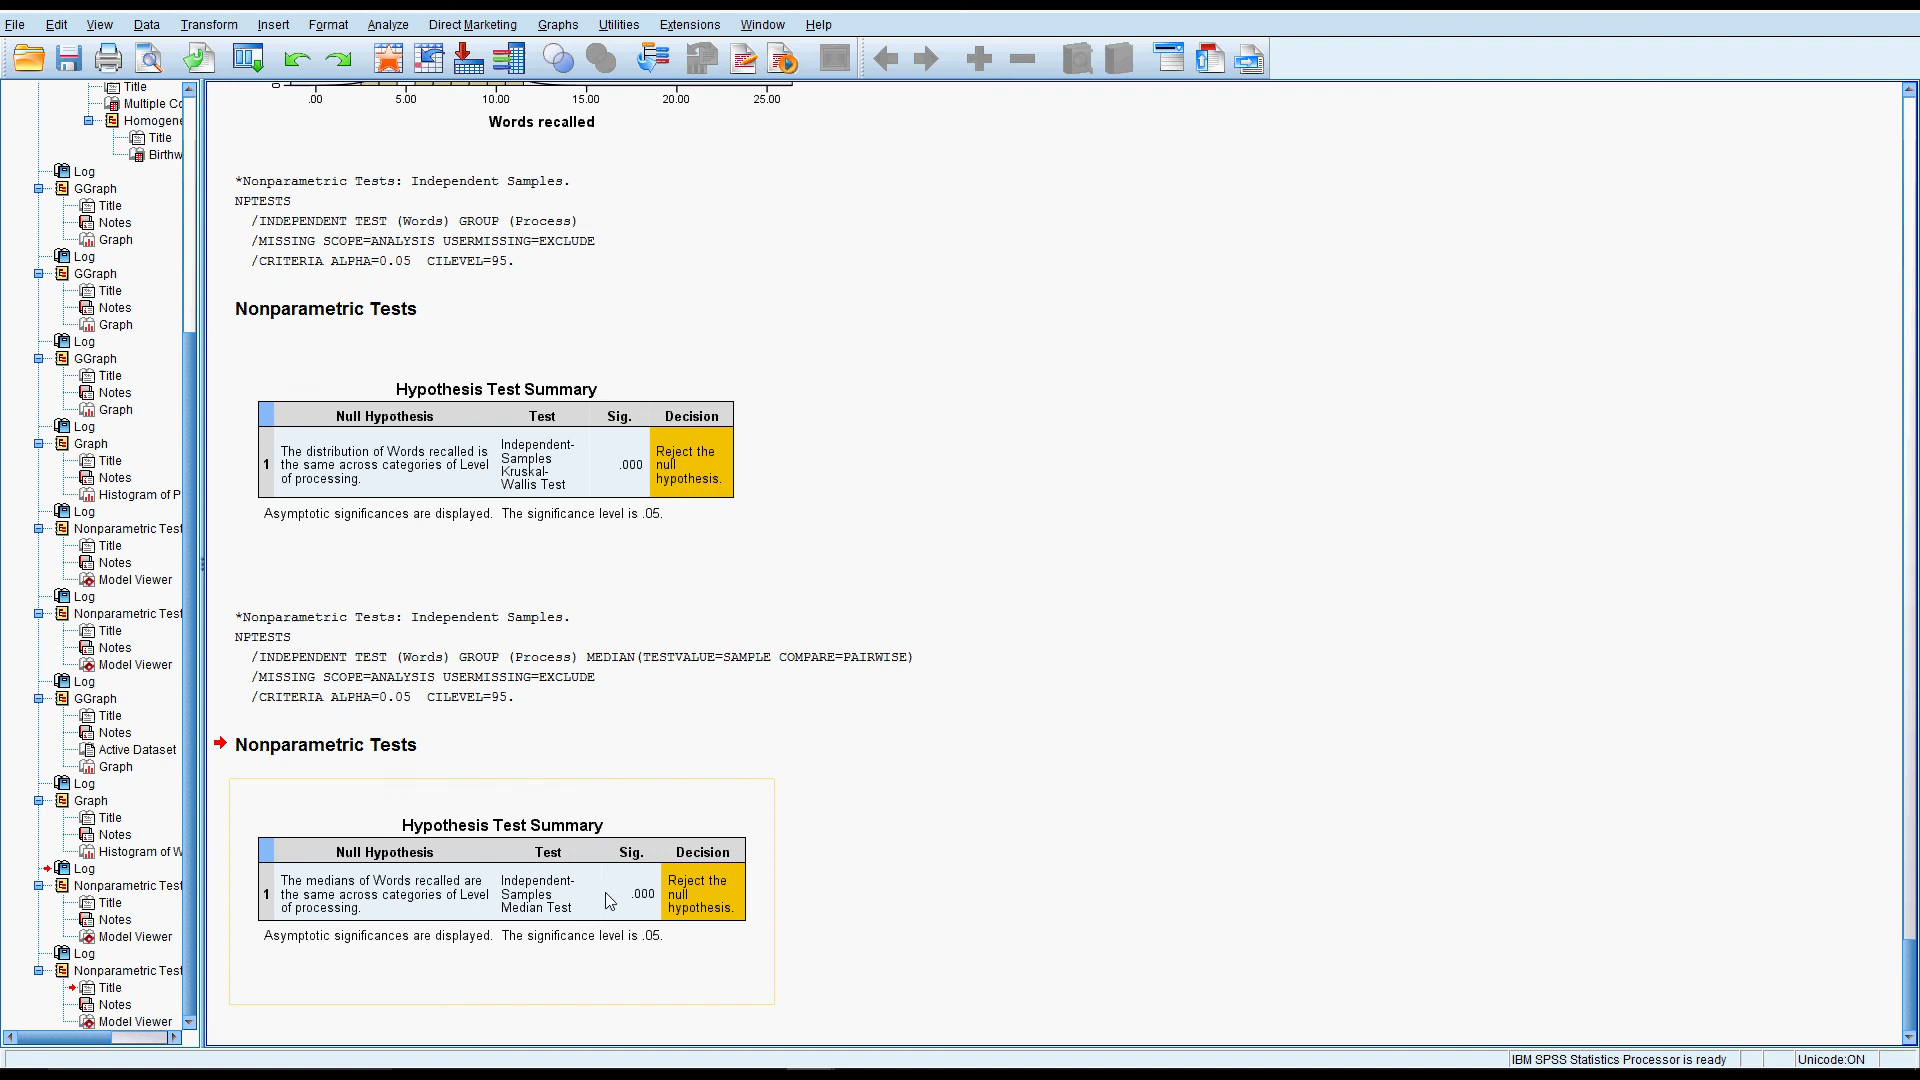 File Edit View Data Transform Insert Format Analyze Direct Marketing Graphs Utilities Extensions Window Help
Title
Multiple Co
Homogene
Title
Birthw
Log
GGraph
Title
Notes
Graph
Log
GGraph
Title
Notes
Graph
Log
GGraph
Title
Notes
Graph
Log
Graph
Title
Notes
Histogram of P
Log
Nonparametric Test
Title
Notes
Model Viewer
Log
Nonparametric Test
Title
Notes
Model Viewer
Log
GGraph
Title
Notes
Active Dataset
Graph
Log
Graph
Title
Notes
Histogram of W
Log
Nonparametric Test
Title
Notes
Model Viewer
Log
Nonparametric Test
Title
Notes
Model Viewer
0
.00 5.00 10.00 15.00 20.00 25.00
Words recalled
*Nonparametric Tests: Independent Samples.
NPTESTS
/INDEPENDENT TEST (Words) GROUP (Process)
/MISSING SCOPE=ANALYSIS USERMISSING=EXCLUDE
/CRITERIA ALPHA=0.05 CILEVEL=95.
Nonparametric Tests
Hypothesis Test Summary
Null Hypothesis Test Sig. Decision
1
The distribution of Words recalled is
the same across categories of Level
of processing.
Independent-
Samples
Kruskal-
Wallis Test
.000
Reject the
null
hypothesis.
Asymptotic significances are displayed. The significance level is .05.
*Nonparametric Tests: Independent Samples.
NPTESTS
/INDEPENDENT TEST (Words) GROUP (Process) MEDIAN(TESTVALUE=SAMPLE COMPARE=PAIRWISE)
/MISSING SCOPE=ANALYSIS USERMISSING=EXCLUDE
/CRITERIA ALPHA=0.05 CILEVEL=95.
Nonparametric Tests
Hypothesis Test Summary
Null Hypothesis Test Sig. Decision
1
The medians of Words recalled are
the same across categories of Level
of processing.
Independent-
Samples
Median Test
.000
Reject the
null
hypothesis.
Asymptotic significances are displayed. The significance level is .05.
IBM SPSS Statistics Processor is ready Unicode:ON